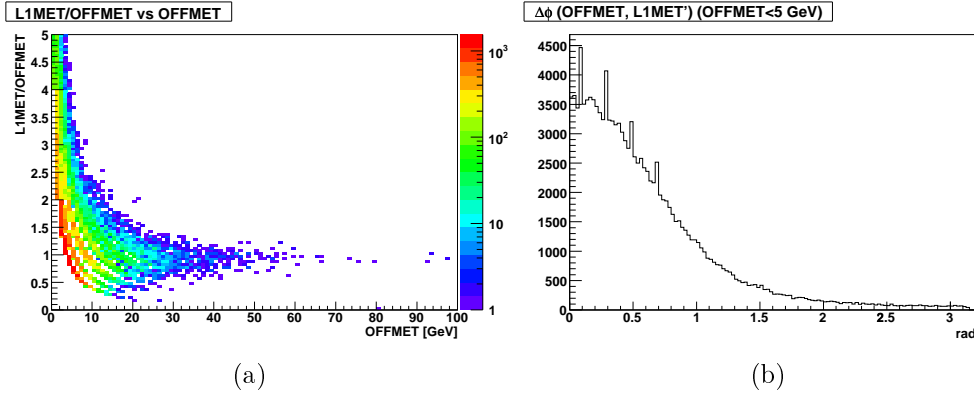 L1MET/OFFMET vs OFFMET
L1MET/OFFMET
5
4.5
4
3.5
3
2.5
2
1.5
1
0.5
0
0 10 20 30 40 50 60 70 80 90 100
OFFMET [GeV]
10³
10²
10
1
(a)
Δϕ (OFFMET, L1MET') (OFFMET<5 GeV)
4500
4000
3500
3000
2500
2000
1500
1000
500
0
0 0.5 1 1.5 2 2.5 3
rad
(b)